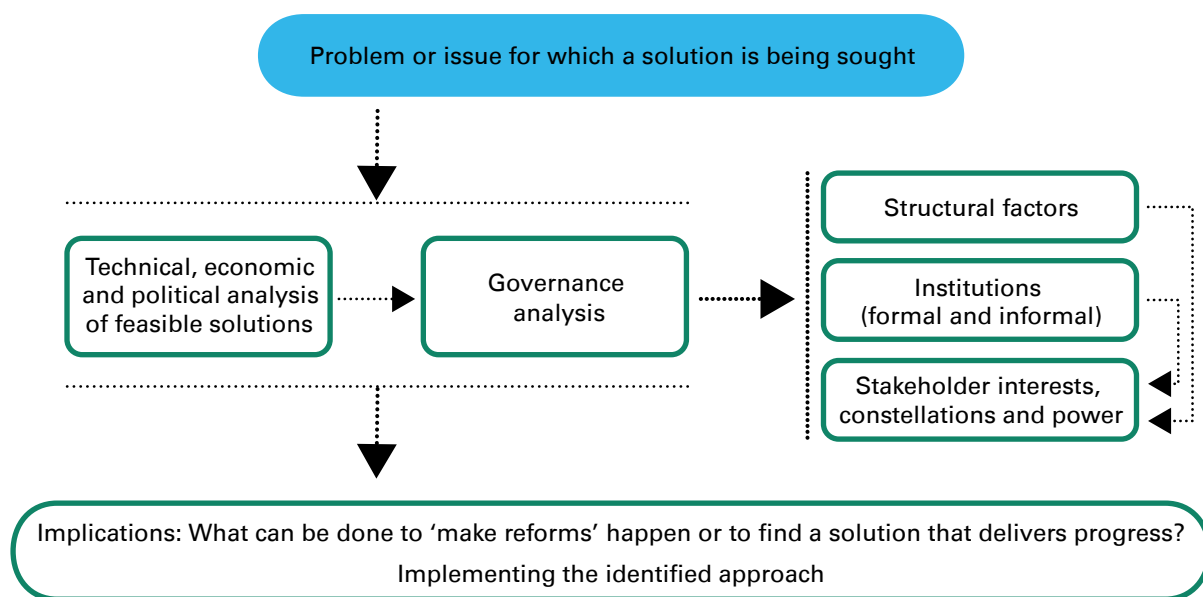 Problem or issue for which a solution is being sought
Technical, economic
and political analysis
of feasible solutions
Governance
analysis
Structural factors
Institutions
(formal and informal)
Stakeholder interests,
constellations and power
Implications: What can be done to ‘make reforms’ happen or to find a solution that delivers progress?
Implementing the identified approach